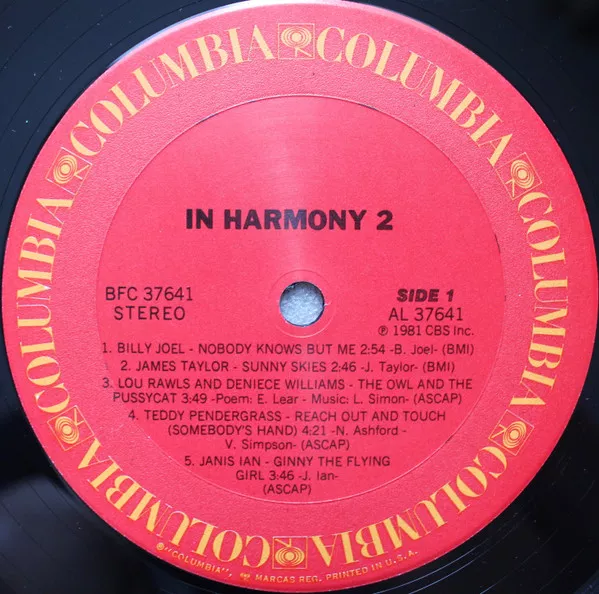 COLUMBIA COLUMBIA COLUMBIA COLUMBIA COLUMBIA COLUMBIA COLUMBIA
IN HARMONY 2
BFC 37641
STEREO
SIDE 1
AL 37641
℗ 1981 CBS Inc.
1. BILLY JOEL - NOBODY KNOWS BUT ME 2:54 -B. Joel- (BMI)
2. JAMES TAYLOR - SUNNY SKIES 2:46 -J. Taylor- (BMI)
3. LOU RAWLS AND DENIECE WILLIAMS - THE OWL AND THE
PUSSYCAT 3:49 -Poem: E. Lear - Music: L. Simon- (ASCAP)
4. TEDDY PENDERGRASS - REACH OUT AND TOUCH
(SOMEBODY'S HAND) 4:21 -N. Ashford -
V. Simpson- (ASCAP)
5. JANIS IAN - GINNY THE FLYING
GIRL 3:46 -J. Ian-
(ASCAP)
®"COLUMBIA", MARCAS REG. PRINTED IN U.S.A.